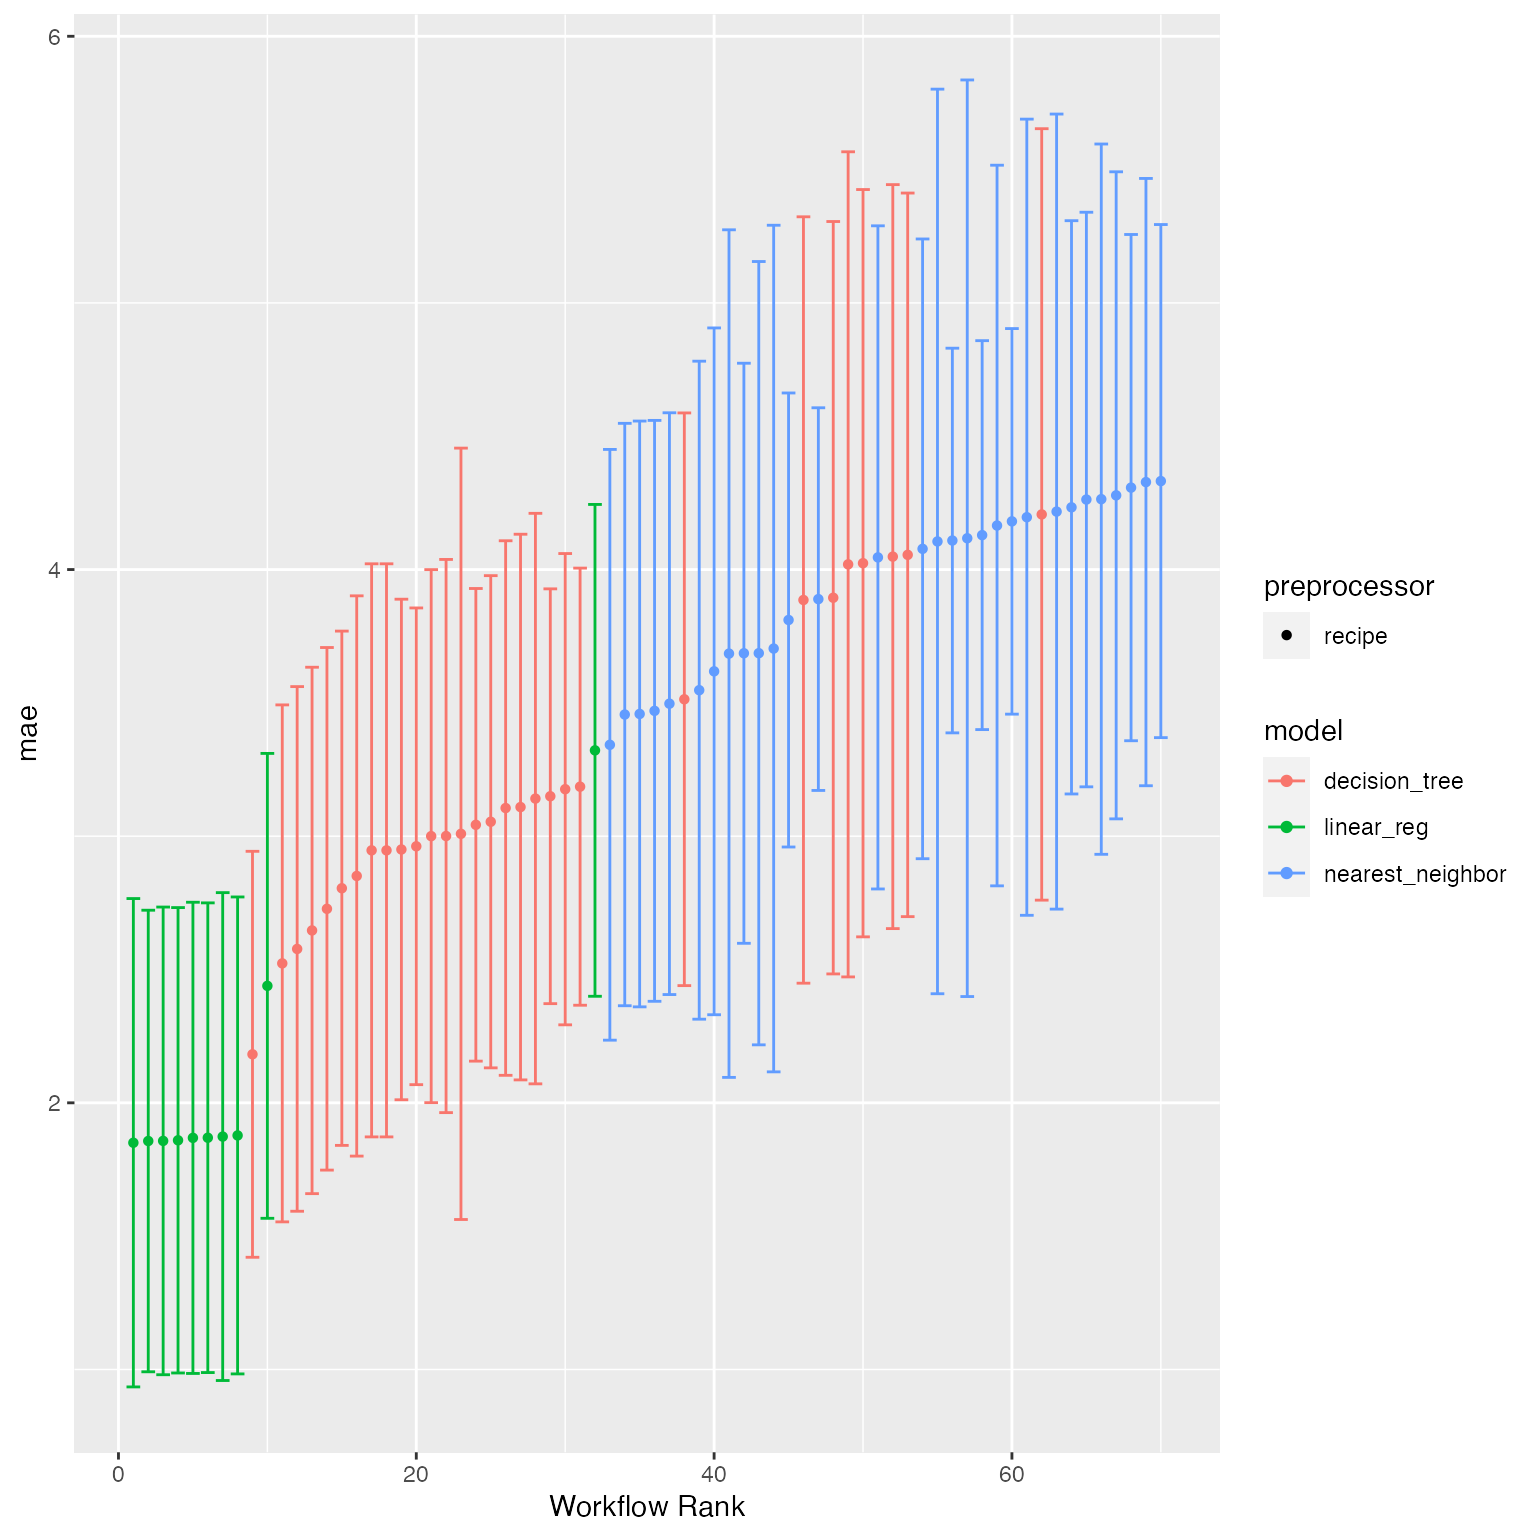 6
4
2
mae
0 20 40 60
Workflow Rank
preprocessor
recipe
model
decision_tree
linear_reg
nearest_neighbor